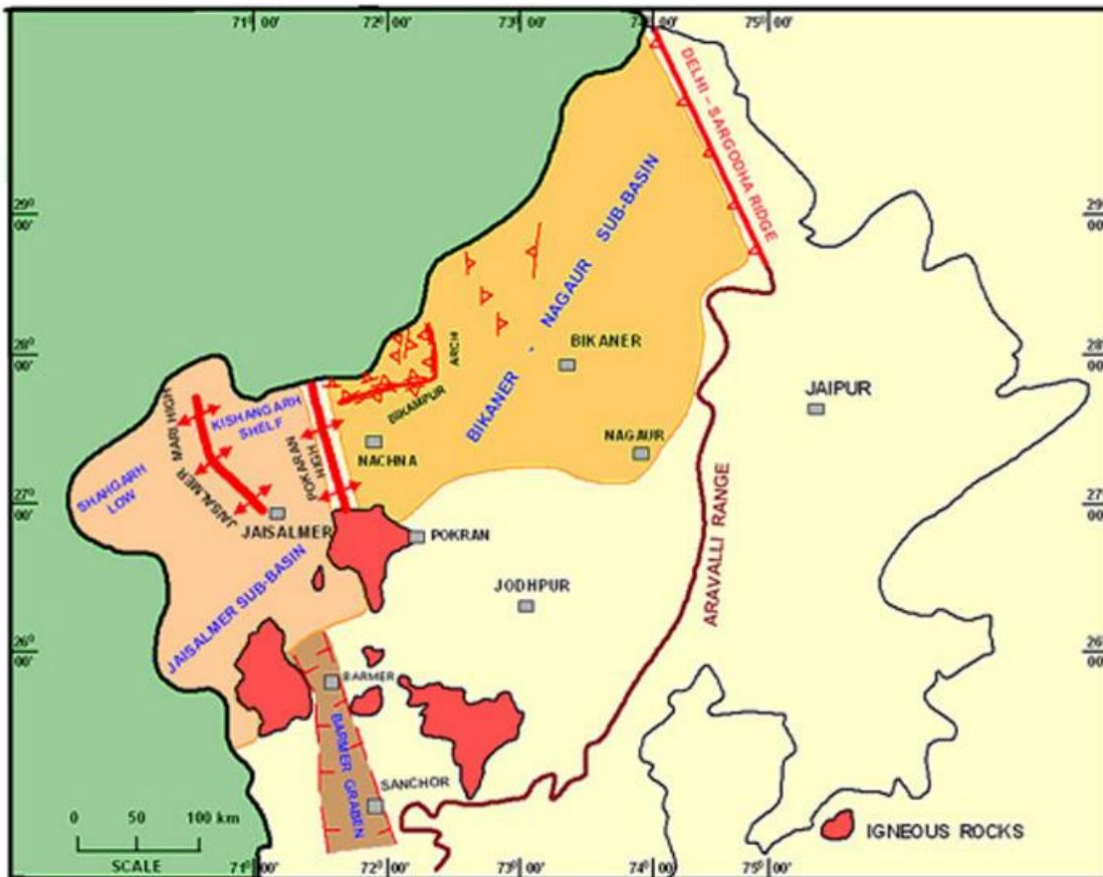 71° 00'
72° 00'
73° 00'
74° 00'
75° 00'
DELHI – SARGODHA RIDGE
29° 00'
29° 00'
BIKANER - NAGAUR SUB-BASIN
ARCH
BIKAMPUR
BIKANER
28° 00'
28° 00'
JAIPUR
JAISALMER MARI HIGH
KISHANGARH
SHELF
POKARAN
HIGH
NACHNA
NAGAUR
SHAHGARH
LOW
27° 00'
27° 00'
JAISALMER
POKRAN
ARAVALLI RANGE
JODHPUR
JAISALMER SUB-BASIN
26° 00'
26° 00'
BARMER
BARMER GRABEN
SANCHOR
0 50 100 km
SCALE
IGNEOUS ROCKS
71° 00'
72° 00'
73° 00'
74° 00'
75° 00'